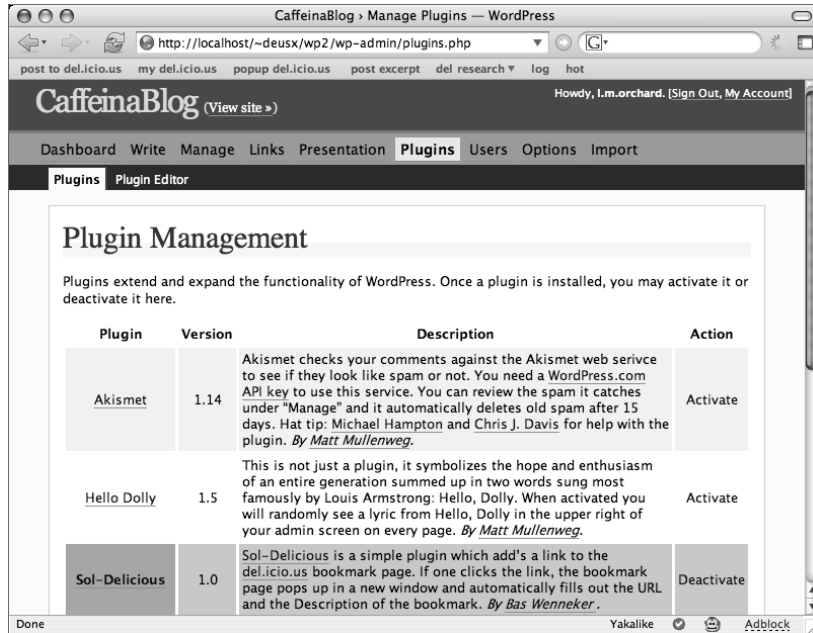 CaffeinaBlog › Manage Plugins — WordPress
http://localhost/~deusx/wp2/wp-admin/plugins.php
G
post to del.icio.us my del.icio.us popup del.icio.us post excerpt del research log hot
CaffeinaBlog (View site »)
Howdy, l.m.orchard. [Sign Out, My Account]
Dashboard Write Manage Links Presentation Plugins Users Options Import
Plugins Plugin Editor
Plugin Management
Plugins extend and expand the functionality of WordPress. Once a plugin is installed, you may activate it or
deactivate it here.
Plugin Version Description Action
Akismet 1.14
Akismet checks your comments against the Akismet web serivce
to see if they look like spam or not. You need a WordPress.com
API key to use this service. You can review the spam it catches
under “Manage” and it automatically deletes old spam after 15
days. Hat tip: Michael Hampton and Chris J. Davis for help with the
plugin. By Matt Mullenweg.
Activate
Hello Dolly 1.5
This is not just a plugin, it symbolizes the hope and enthusiasm
of an entire generation summed up in two words sung most
famously by Louis Armstrong: Hello, Dolly. When activated you
will randomly see a lyric from Hello, Dolly in the upper right of
your admin screen on every page. By Matt Mullenweg.
Activate
Sol-Delicious 1.0
Sol-Delicious is a simple plugin which add's a link to the
del.icio.us bookmark page. If one clicks the link, the bookmark
page pops up in a new window and automatically fills out the URL
and the Description of the bookmark. By Bas Wenneker .
Deactivate
Done Yakalike Adblock